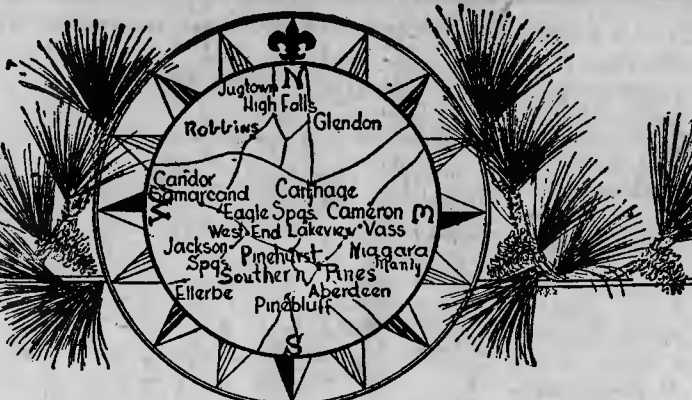 N
Jugtown
High Falls
Robbins Glendon
Candor
Samarcand Carthage
W Eagle Spgs. Cameron E
West End Lakeview Vass
Jackson Spgs Pinehurst Niagara
Manly
Southern Pines
Ellerbe Aberdeen
Pinebluff
S